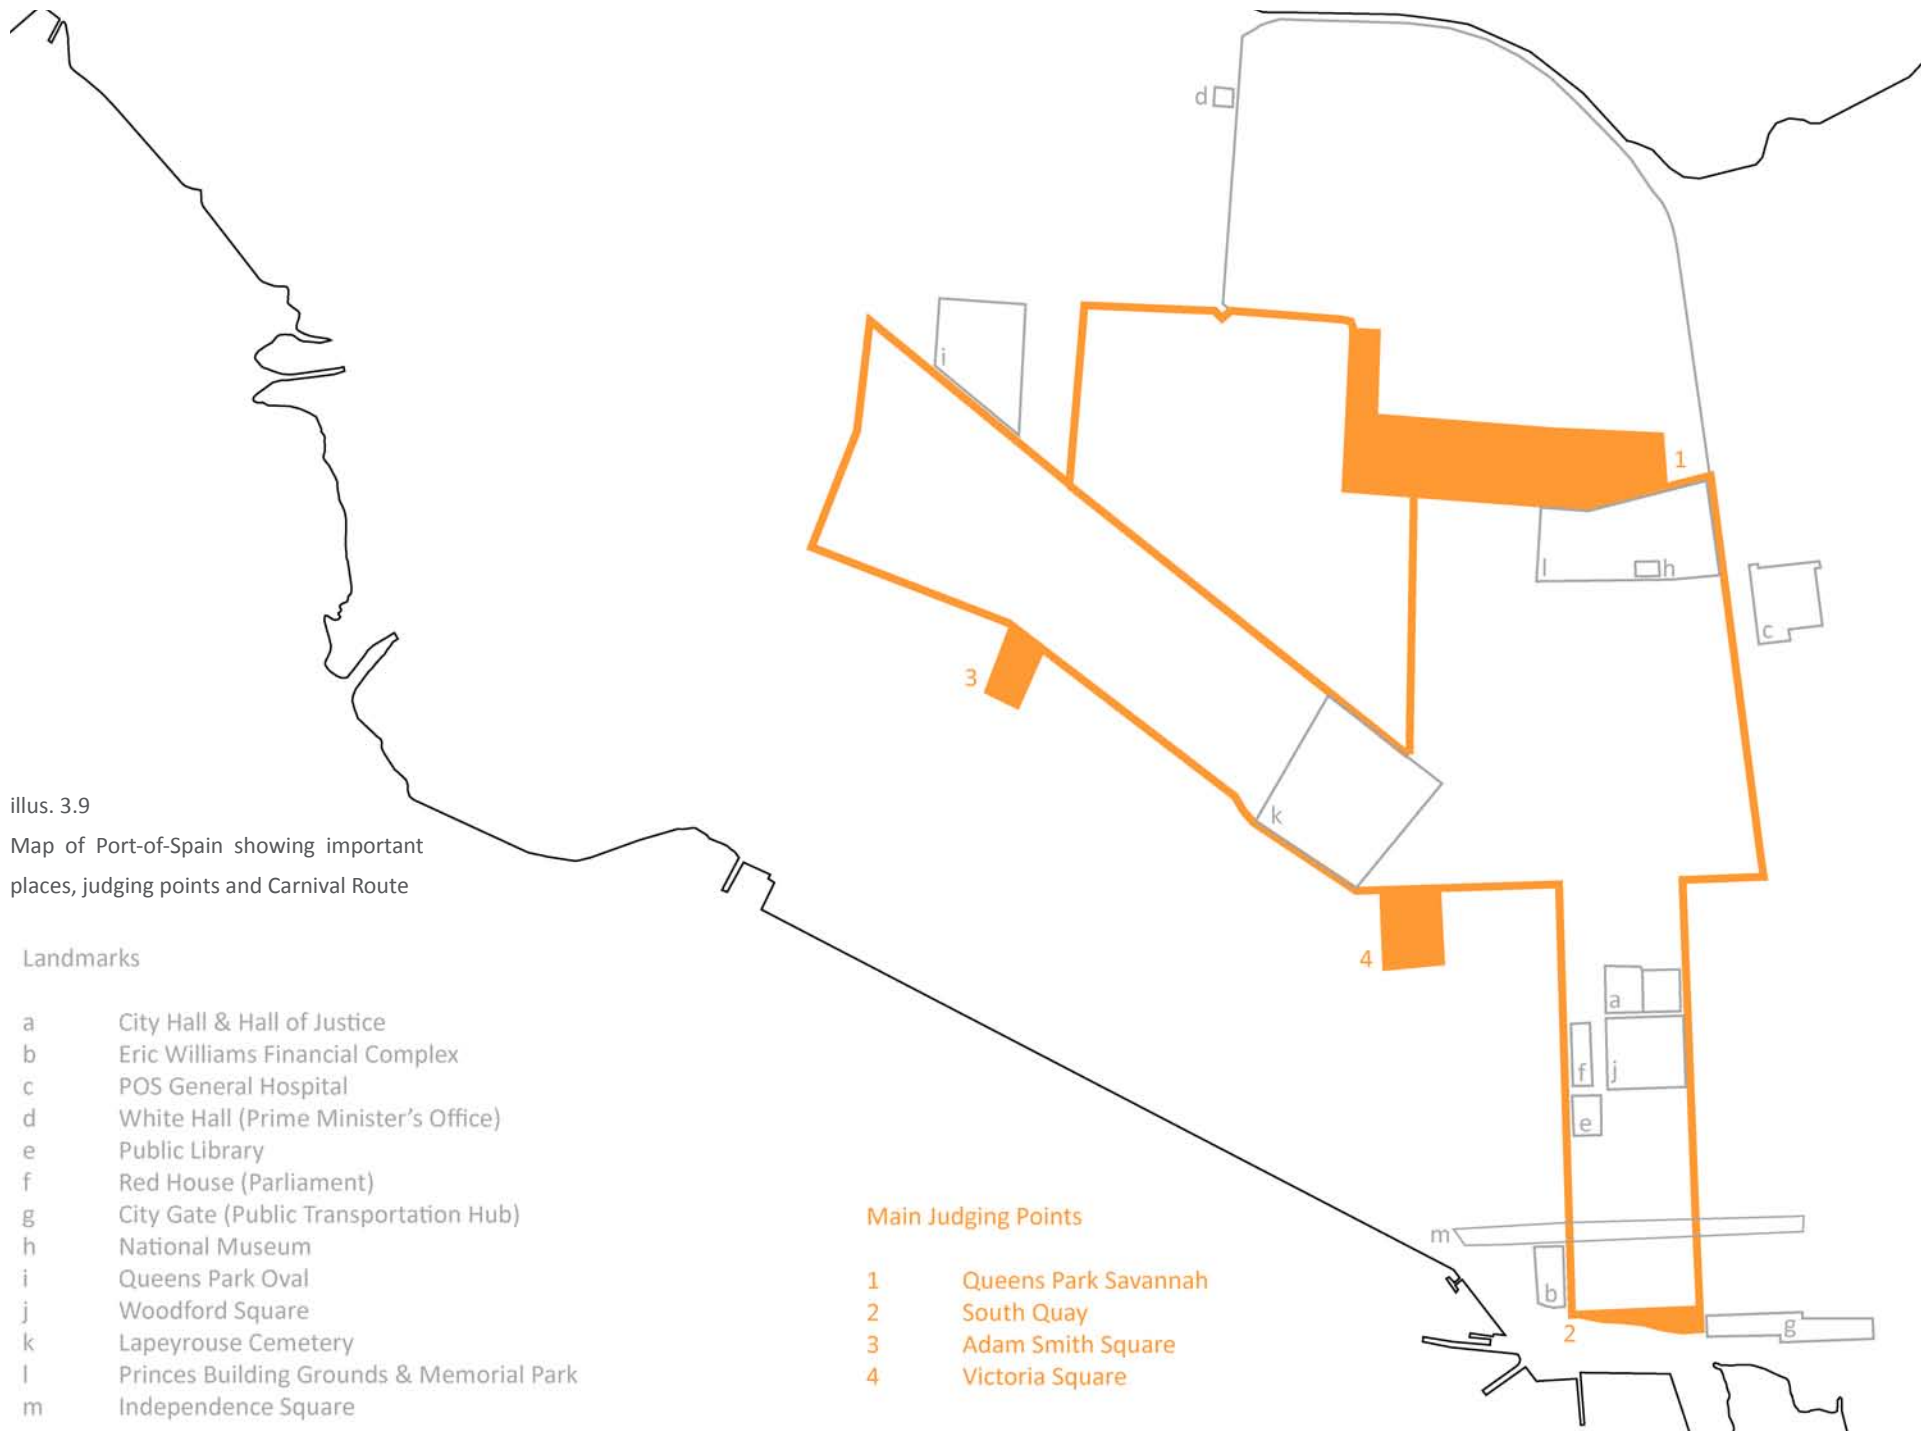 d
i
1
l
h
c
3
illus. 3.9
Map of Port-of-Spain showing important
places, judging points and Carnival Route
k
4
Landmarks
a City Hall & Hall of Justice
b Eric Williams Financial Complex
c POS General Hospital
d White Hall (Prime Minister's Office)
e Public Library
f Red House (Parliament)
g City Gate (Public Transportation Hub)
h National Museum
i Queens Park Oval
j Woodford Square
k Lapeyrouse Cemetery
l Princes Building Grounds & Memorial Park
m Independence Square
Main Judging Points
1 Queens Park Savannah
2 South Quay
3 Adam Smith Square
4 Victoria Square
a
f
j
e
m
b
2
g